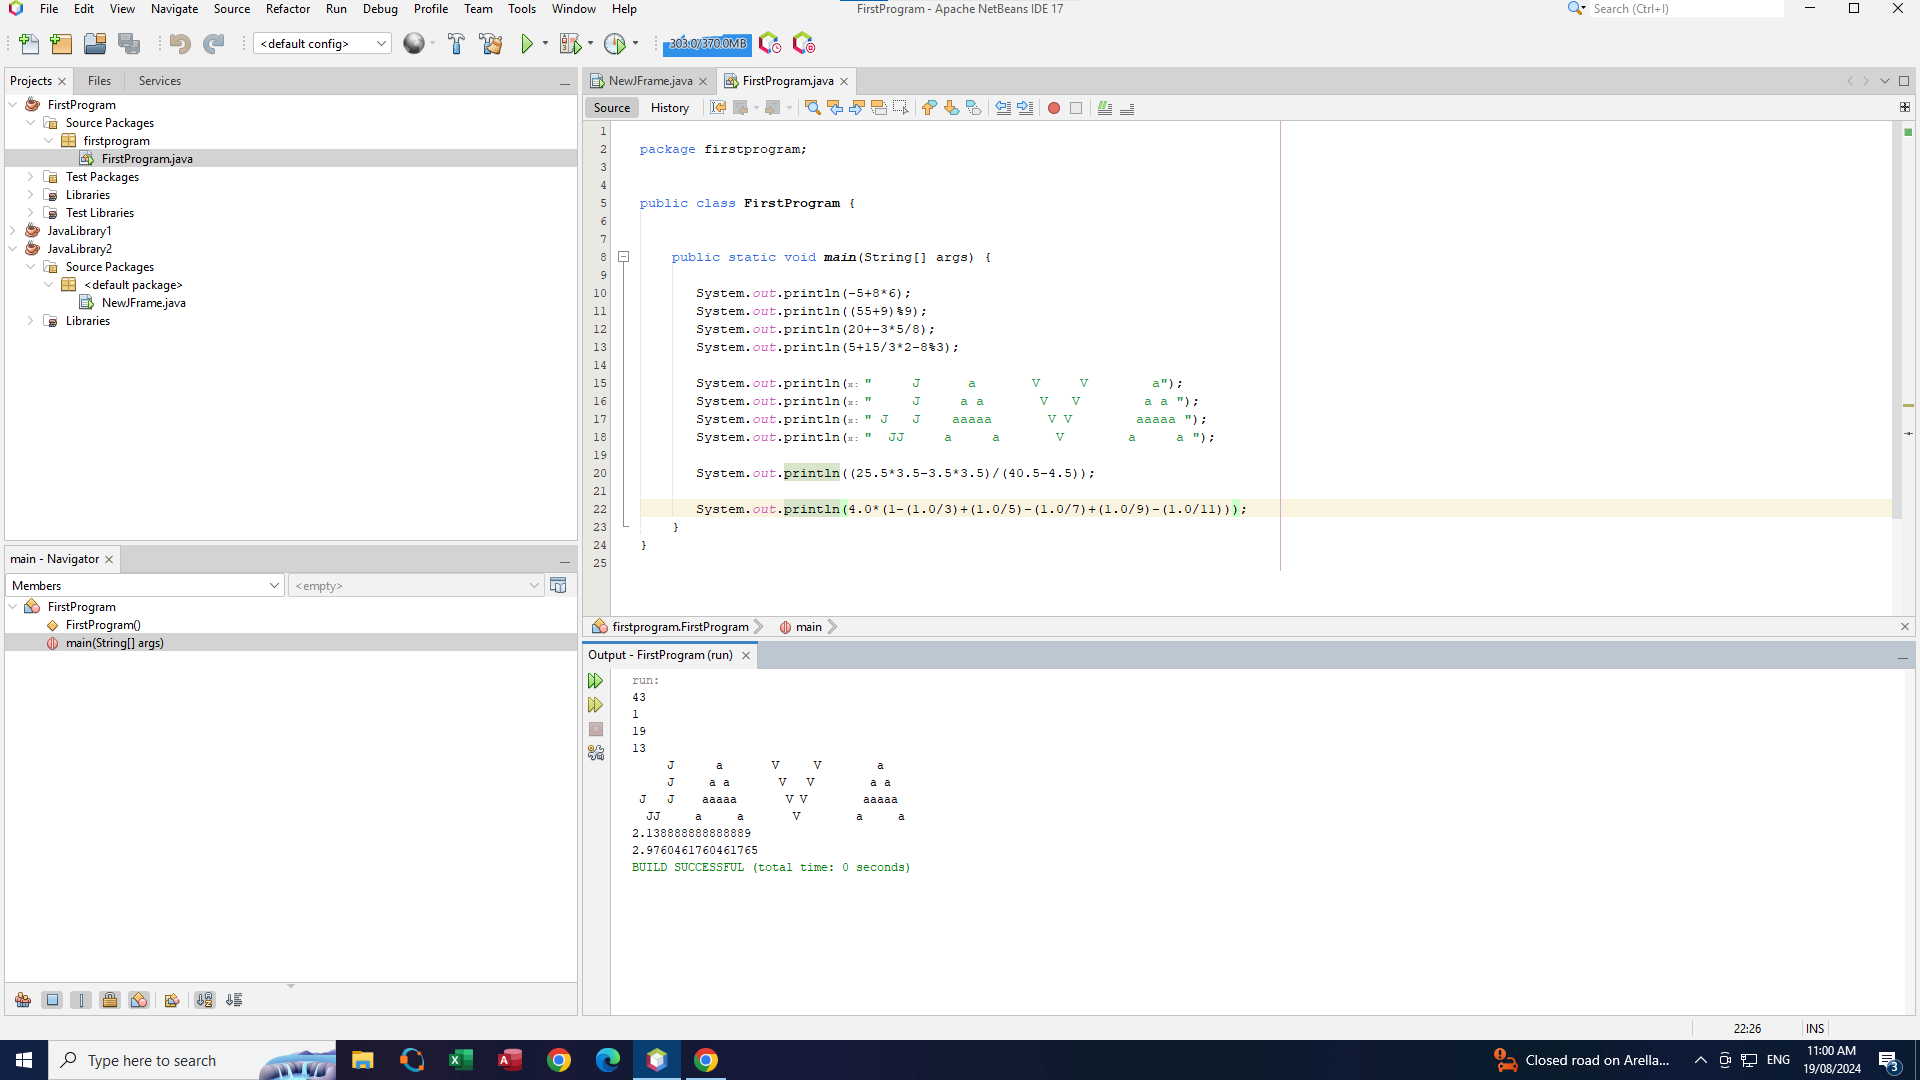 File Edit View Navigate Source Refactor Run Debug Profile Team Tools Window Help
FirstProgram - Apache NetBeans IDE 17
Search (Ctrl+I)
<default config>
303.0/370.0MB
Projects Files Services
FirstProgram
Source Packages
firstprogram
FirstProgram.java
Test Packages
Libraries
Test Libraries
JavaLibrary1
JavaLibrary2
Source Packages
<default package>
NewJFrame.java
Libraries
main - Navigator
Members <empty>
FirstProgram
FirstProgram()
main(String[] args)
NewJFrame.java FirstProgram.java
Source History
1
2 package firstprogram;
3
4
5 public class FirstProgram {
6
7
8 public static void main(String[] args) {
9
10 System.out.println(-5+8*6);
11 System.out.println((55+9)%9);
12 System.out.println(20+-3*5/8);
13 System.out.println(5+15/3*2-8%3);
14
15 System.out.println(x: "     J      a       V     V        a");
16 System.out.println(x: "     J     a a       V   V        a a ");
17 System.out.println(x: " J   J    aaaaa       V V        aaaaa ");
18 System.out.println(x: "  JJ     a     a       V        a     a ");
19
20 System.out.println((25.5*3.5-3.5*3.5)/(40.5-4.5));
21
22 System.out.println(4.0*(1-(1.0/3)+(1.0/5)-(1.0/7)+(1.0/9)-(1.0/11)));
23 }
24 }
25
firstprogram.FirstProgram main
Output - FirstProgram (run)
run:
43
1
19
13
     J      a       V     V        a
     J     a a       V   V        a a
 J   J    aaaaa       V V        aaaaa
  JJ     a     a       V        a     a
2.138888888888889
2.9760461760461765
BUILD SUCCESSFUL (total time: 0 seconds)
22:26 INS
Type here to search
Closed road on Arella...
ENG
11:00 AM
19/08/2024
3